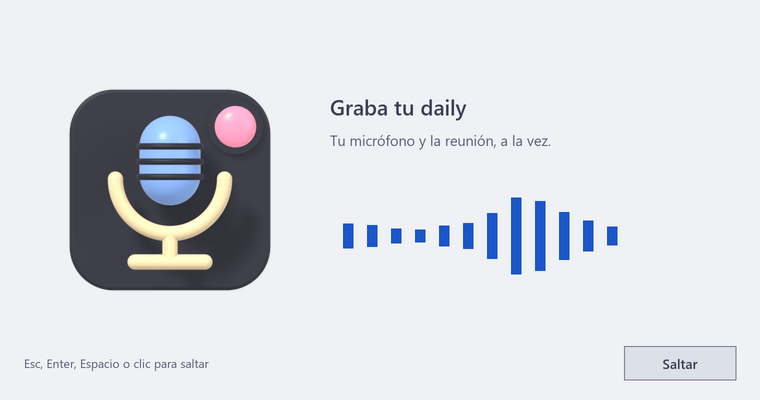 Graba tu daily
Tu micrófono y la reunión, a la vez.
Esc, Enter, Espacio o clic para saltar
Saltar